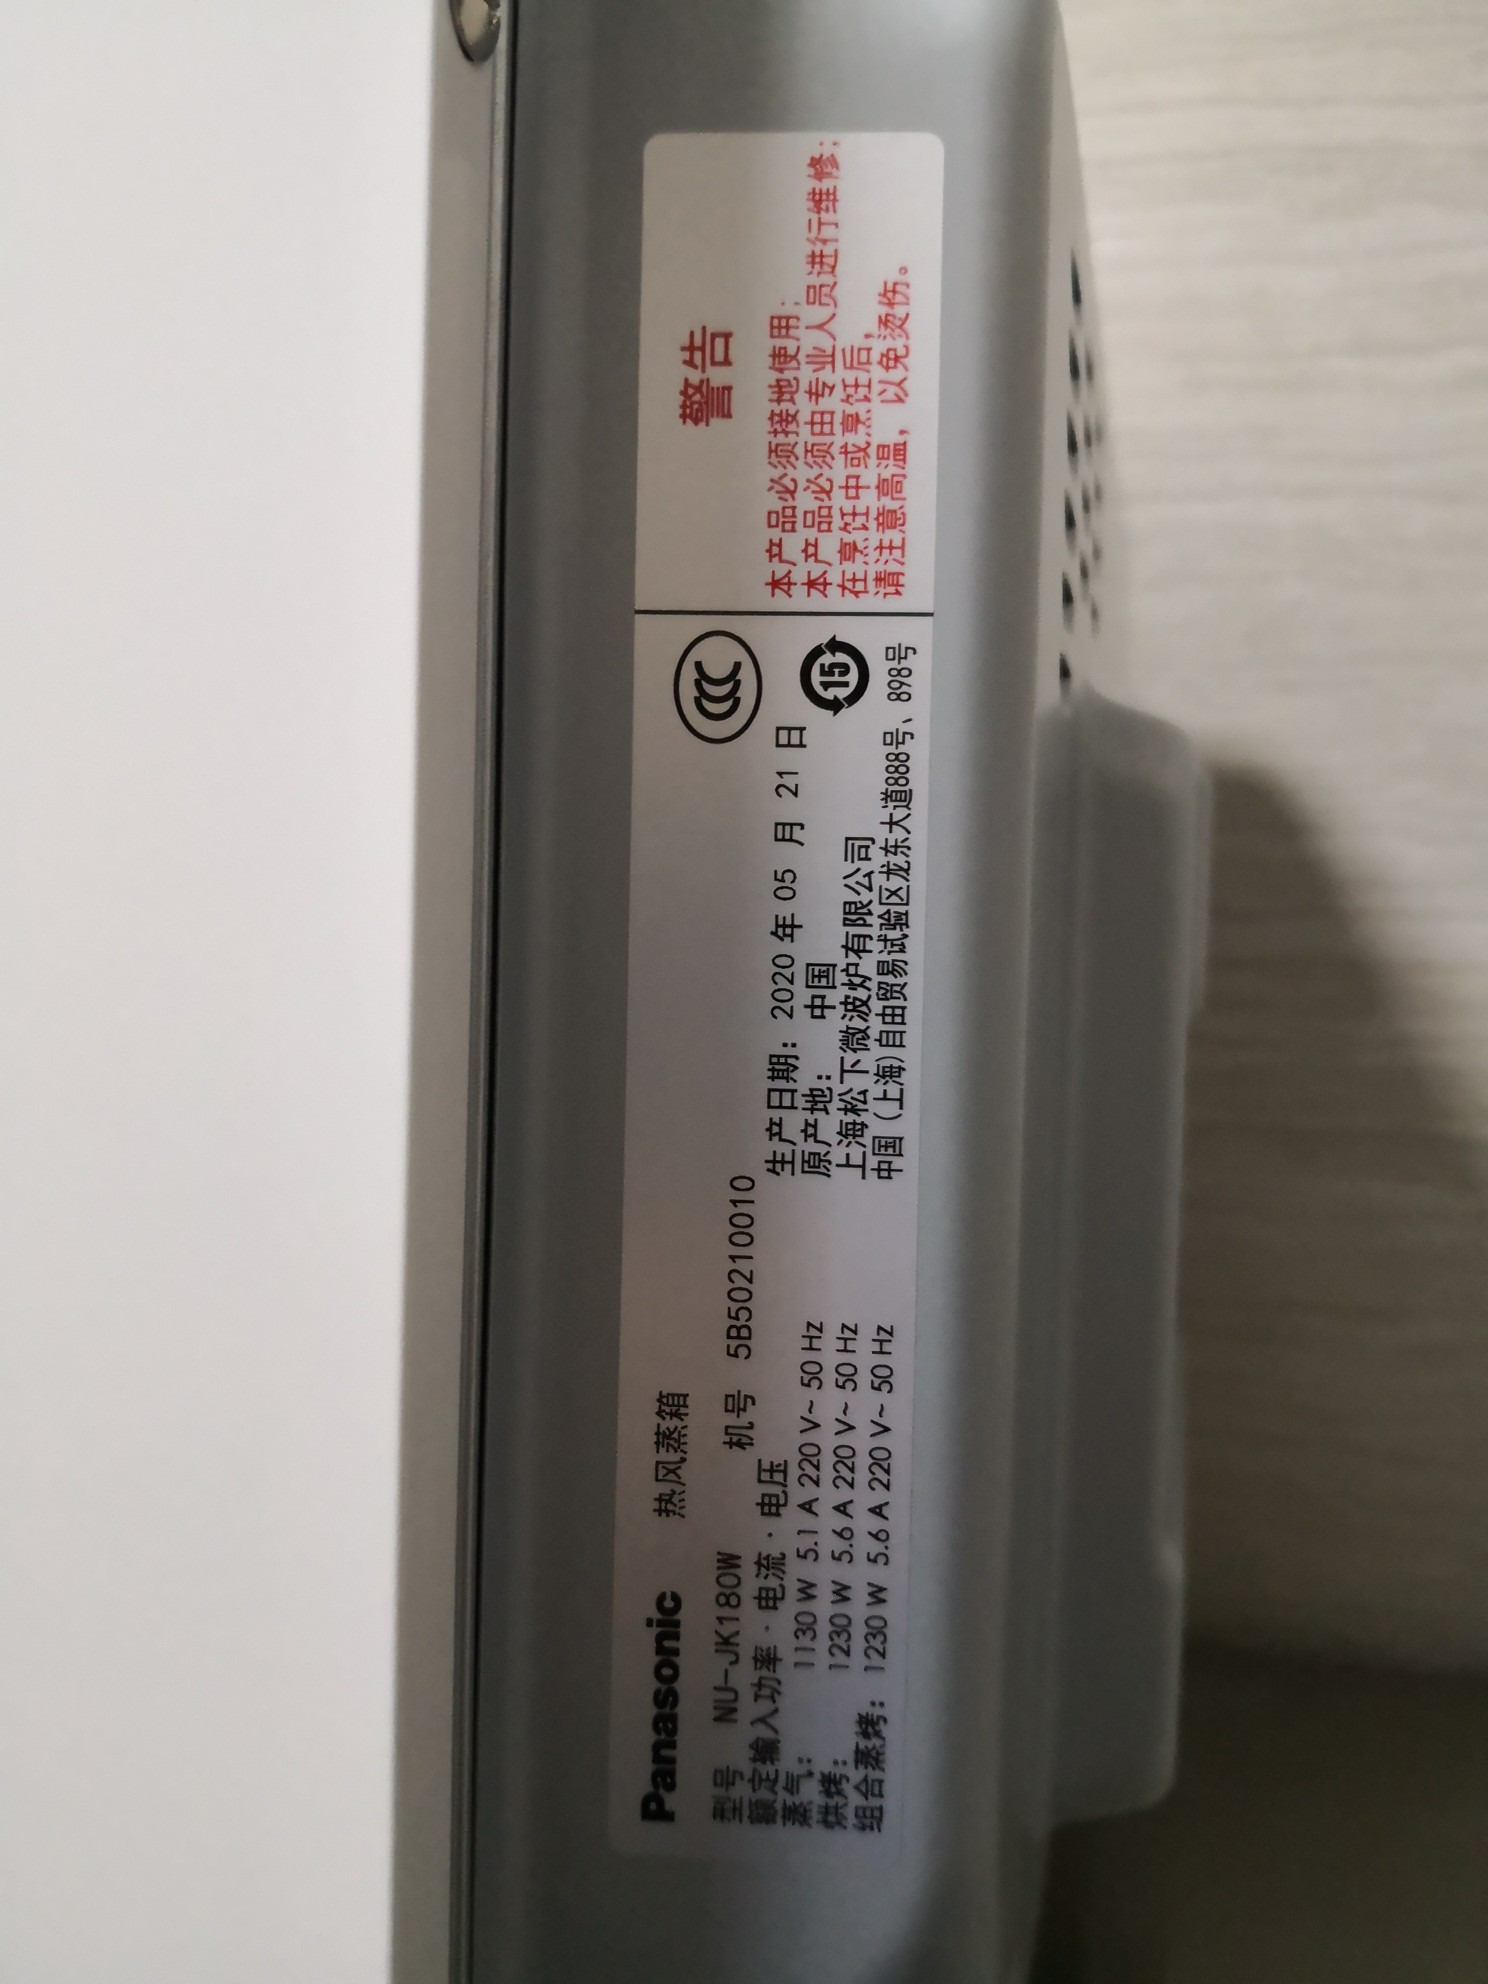 Panasonic 热风蒸箱
型号 NU-JK180W 机号 5B50210010
额定输入功率·电流·电压
蒸气: 1130 W 5.1 A 220 V~ 50 Hz
烘烤: 1230 W 5.6 A 220 V~ 50 Hz
组合蒸烤: 1230 W 5.6 A 220 V~ 50 Hz
生产日期: 2020 年 05 月 21 日
原产地: 中国
上海松下微波炉有限公司
中国(上海)自由贸易试验区龙东大道888号、898号
CCC
15
警告
本产品必须接地使用;
本产品必须由专业人员进行维修;
在烹饪中或烹饪后,
请注意高温，以免烫伤。